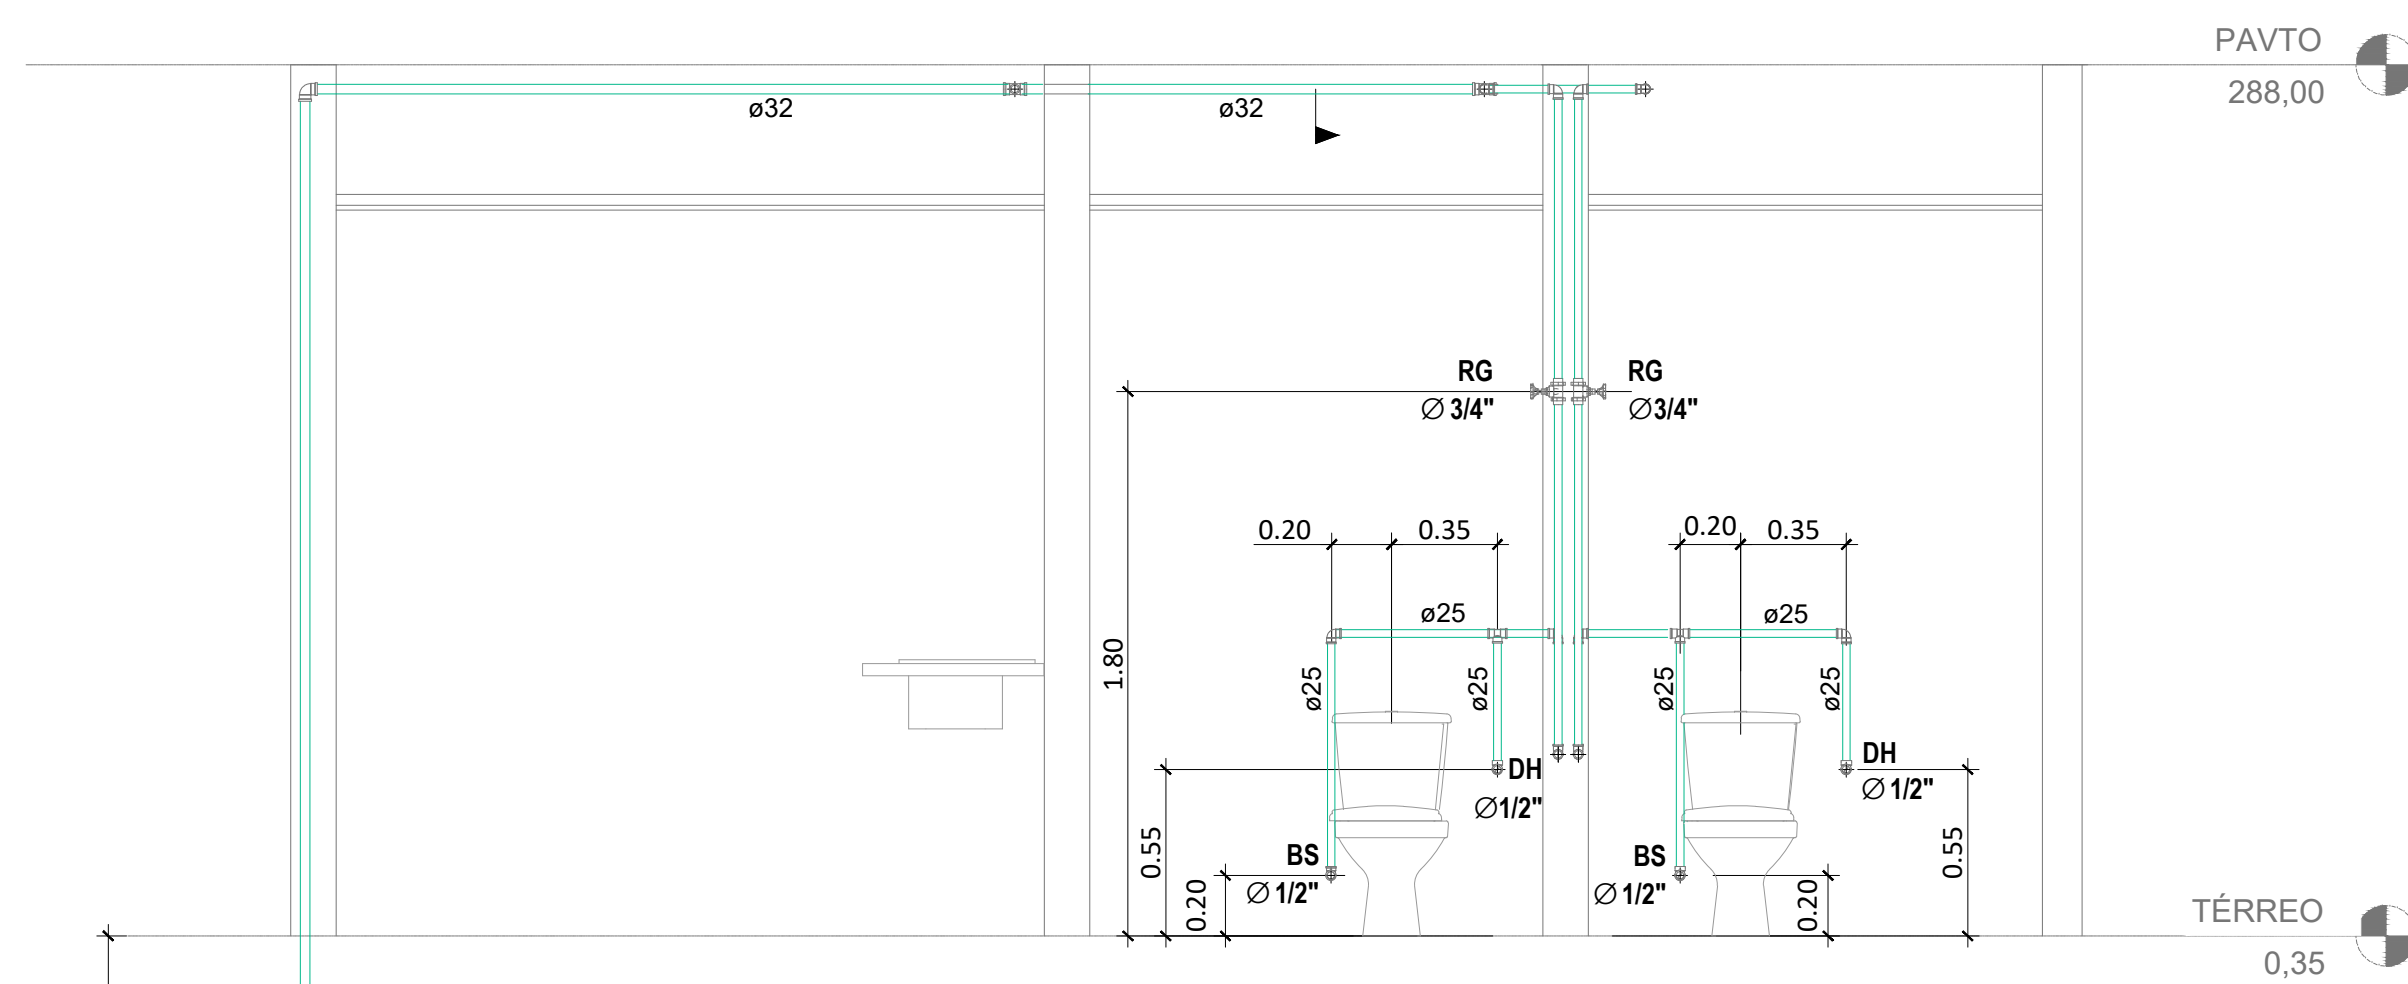 PAVTO
288,00
ø32
ø32
RG
∅ 3/4"
RG
∅3/4"
0.20
0.35
0.20
0.35
ø25
ø25
1.80
ø25
ø25
ø25
ø25
DH
∅1/2"
DH
∅ 1/2"
0.55
BS
∅ 1/2"
0.20
BS
∅ 1/2"
0.20
0.55
TÉRREO
0,35